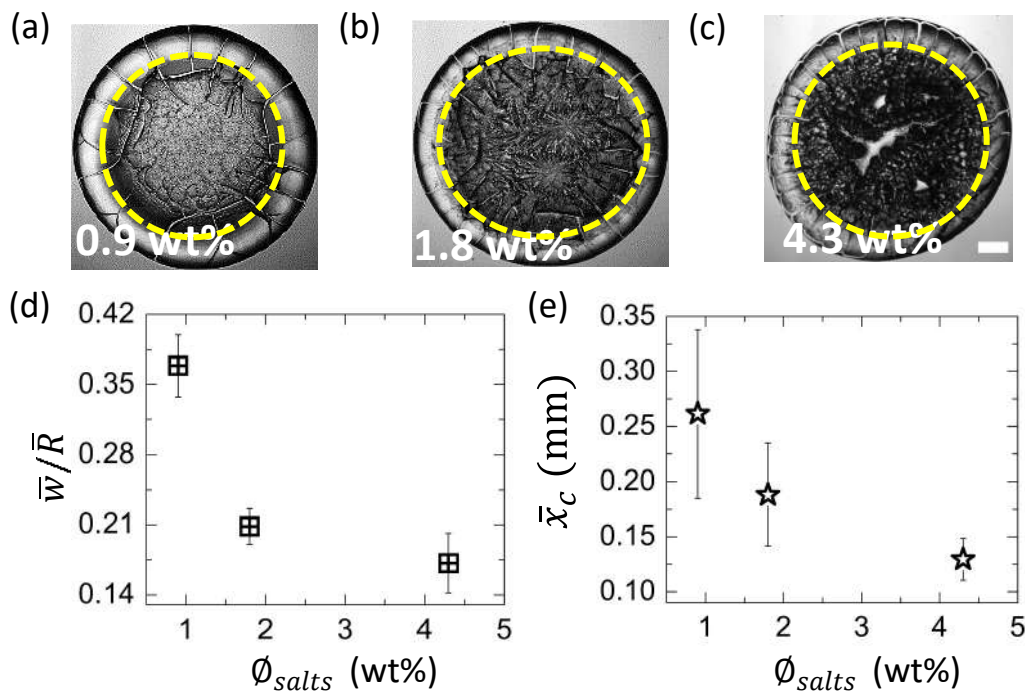 (a)
(b)
(c)
0.9 wt%
1.8 wt%
4.3 wt%
(d)
0.42
0.35
0.28
0.21
0.14
w̅/R̅
1 2 3 4 5
∅salts (wt%)
(e)
0.35
0.30
0.25
0.20
0.15
0.10
x̅c (mm)
1 2 3 4 5
∅salts (wt%)